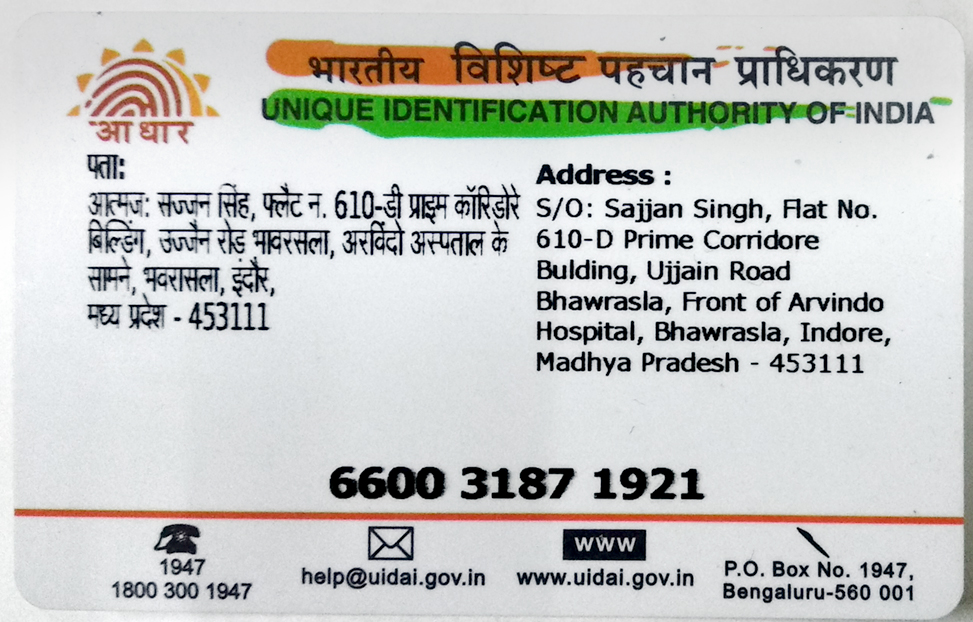 भारतीय विशिष्ट पहचान प्राधिकरण
UNIQUE IDENTIFICATION AUTHORITY OF INDIA
आधार
पता:
आत्मज: सज्जन सिंह, फ्लैट न. 610-डी प्राइम कॉरिडोरे
बिल्डिंग, उज्जैन रोड़ भावरसला, अरविंदो अस्पताल के
सामने, भवरासला, इंदौर,
मध्य प्रदेश - 453111
Address :
S/O: Sajjan Singh, Flat No.
610-D Prime Corridore
Bulding, Ujjain Road
Bhawrasla, Front of Arvindo
Hospital, Bhawrasla, Indore,
Madhya Pradesh - 453111
6600 3187 1921
1947
1800 300 1947
help@uidai.gov.in
www
www.uidai.gov.in
P.O. Box No. 1947,
Bengaluru-560 001